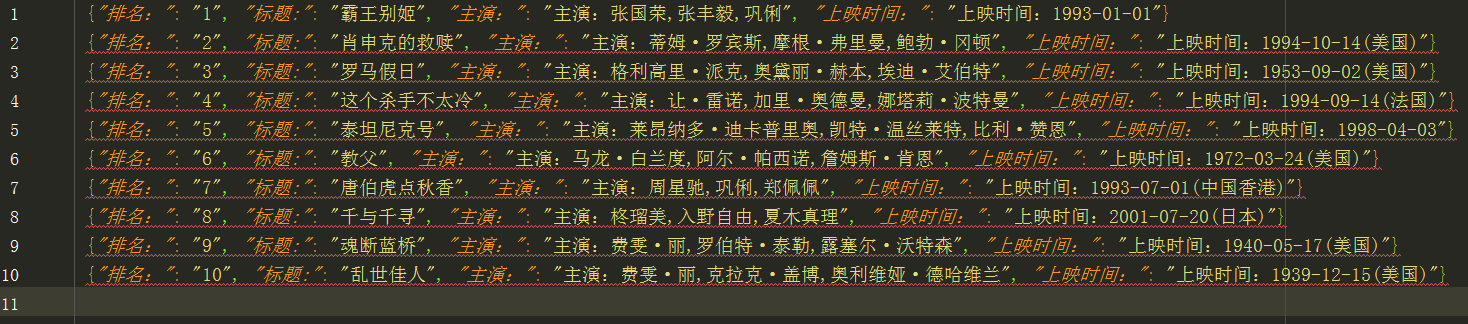 1 {"排名：": "1", "标题:": "霸王别姬", "主演：": "主演：张国荣,张丰毅,巩俐", "上映时间：": "上映时间：1993-01-01"}
2 {"排名：": "2", "标题:": "肖申克的救赎", "主演：": "主演：蒂姆·罗宾斯,摩根·弗里曼,鲍勃·冈顿", "上映时间：": "上映时间：1994-10-14(美国)"}
3 {"排名：": "3", "标题:": "罗马假日", "主演：": "主演：格利高里·派克,奥黛丽·赫本,埃迪·艾伯特", "上映时间：": "上映时间：1953-09-02(美国)"}
4 {"排名：": "4", "标题:": "这个杀手不太冷", "主演：": "主演：让·雷诺,加里·奥德曼,娜塔莉·波特曼", "上映时间：": "上映时间：1994-09-14(法国)"}
5 {"排名：": "5", "标题:": "泰坦尼克号", "主演：": "主演：莱昂纳多·迪卡普里奥,凯特·温丝莱特,比利·赞恩", "上映时间：": "上映时间：1998-04-03"}
6 {"排名：": "6", "标题:": "教父", "主演：": "主演：马龙·白兰度,阿尔·帕西诺,詹姆斯·肯恩", "上映时间：": "上映时间：1972-03-24(美国)"}
7 {"排名：": "7", "标题:": "唐伯虎点秋香", "主演：": "主演：周星驰,巩俐,郑佩佩", "上映时间：": "上映时间：1993-07-01(中国香港)"}
8 {"排名：": "8", "标题:": "千与千寻", "主演：": "主演：柊瑠美,入野自由,夏木真理", "上映时间：": "上映时间：2001-07-20(日本)"}
9 {"排名：": "9", "标题:": "魂断蓝桥", "主演：": "主演：费雯·丽,罗伯特·泰勒,露塞尔·沃特森", "上映时间：": "上映时间：1940-05-17(美国)"}
10 {"排名：": "10", "标题:": "乱世佳人", "主演：": "主演：费雯·丽,克拉克·盖博,奥利维娅·德哈维兰", "上映时间：": "上映时间：1939-12-15(美国)"}
11